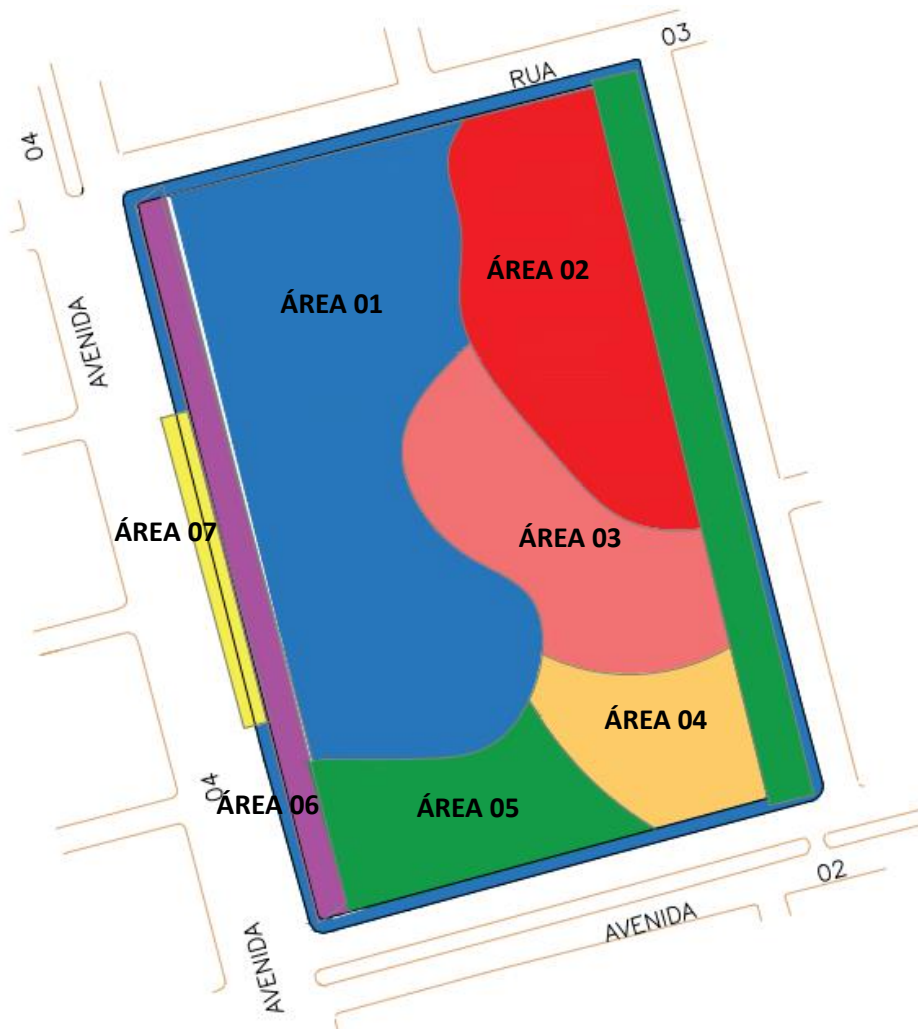 03
RUA
04
ÁREA 02
ÁREA 01
AVENIDA
ÁREA 07
ÁREA 03
ÁREA 04
04
ÁREA 06
ÁREA 05
02
AVENIDA
AVENIDA